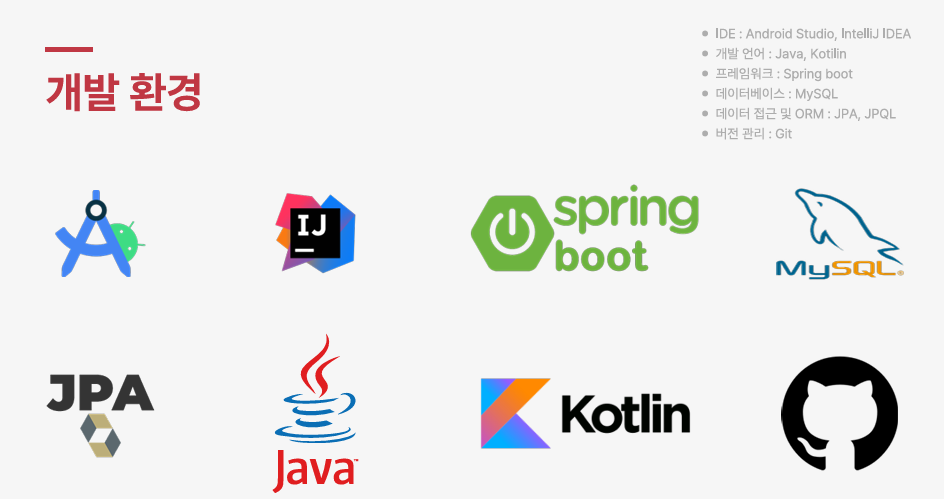 개발 환경
IDE : Android Studio, IntelliJ IDEA
개발 언어 : Java, Kotilin
프레임워크 : Spring boot
데이터베이스 : MySQL
데이터 접근 및 ORM : JPA, JPQL
버전 관리 : Git
IJ
spring
boot
MySQL®
JPA
Java™
Kotlin